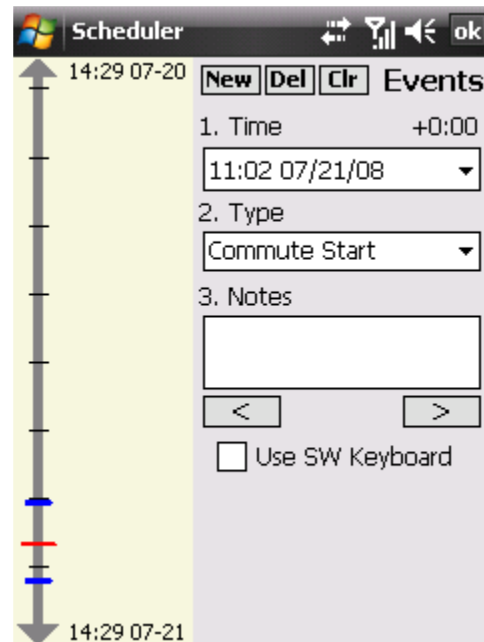 Scheduler ok
14:29 07-20
New Del Clr Events
1. Time +0:00
11:02 07/21/08
2. Type
Commute Start
3. Notes
< >
Use SW Keyboard
14:29 07-21